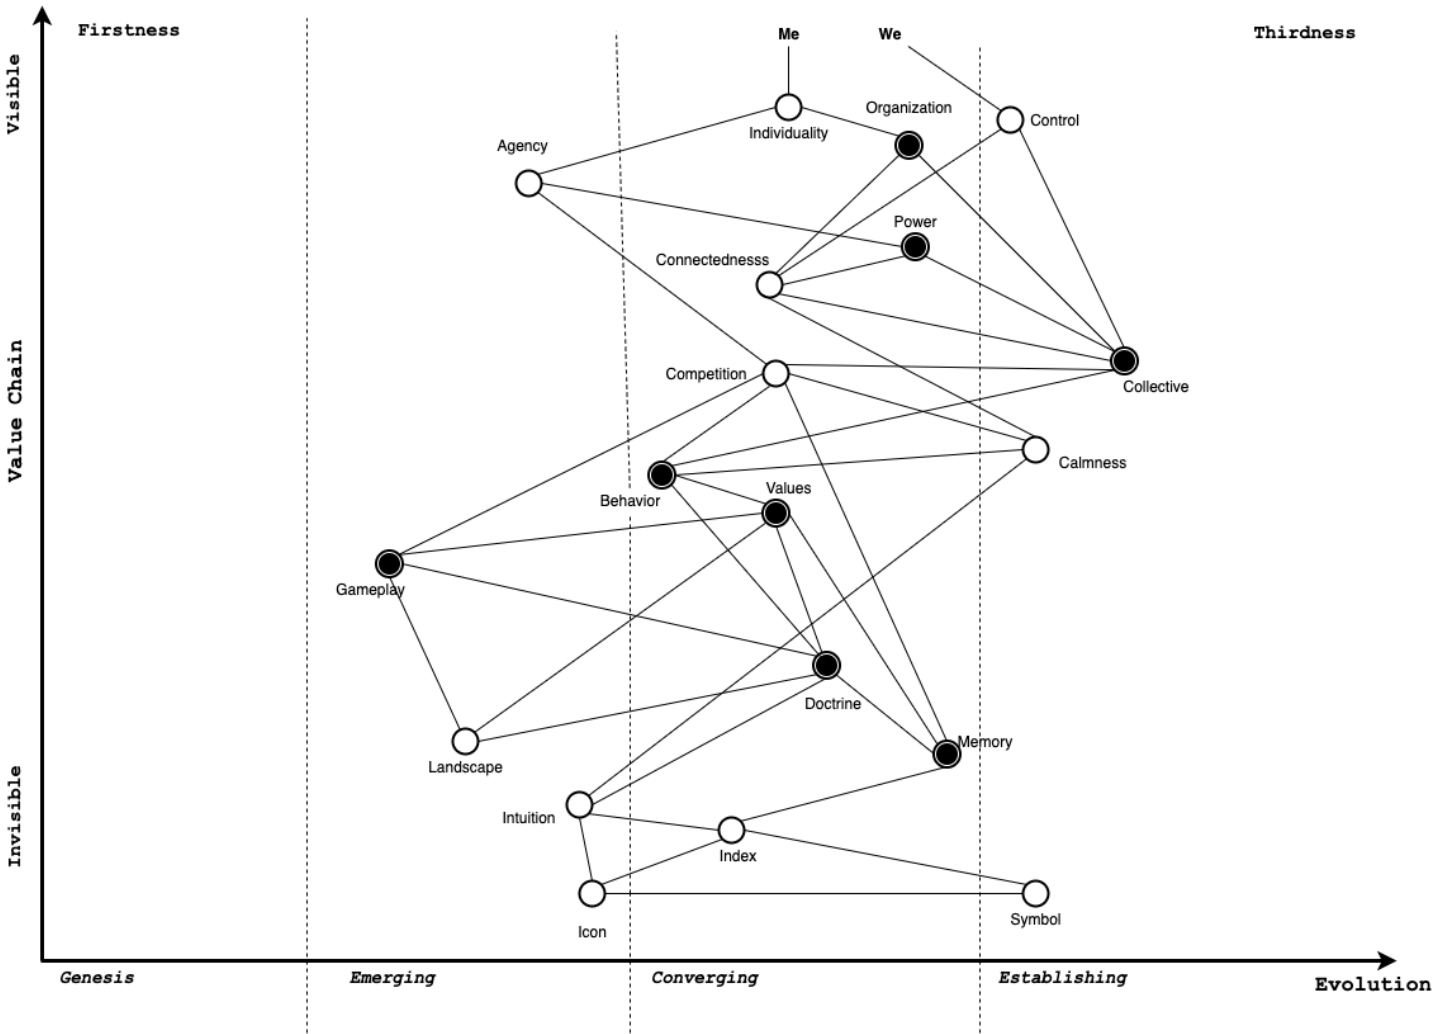 Firstness
Me
We
Thirdness
Visible
Organization
Control
Individuality
Agency
Power
Connectednesss
Value Chain
Competition
Collective
Calmness
Values
Behavior
Gameplay
Doctrine
Memory
Landscape
Invisible
Intuition
Index
Symbol
Icon
Genesis
Emerging
Converging
Establishing
Evolution